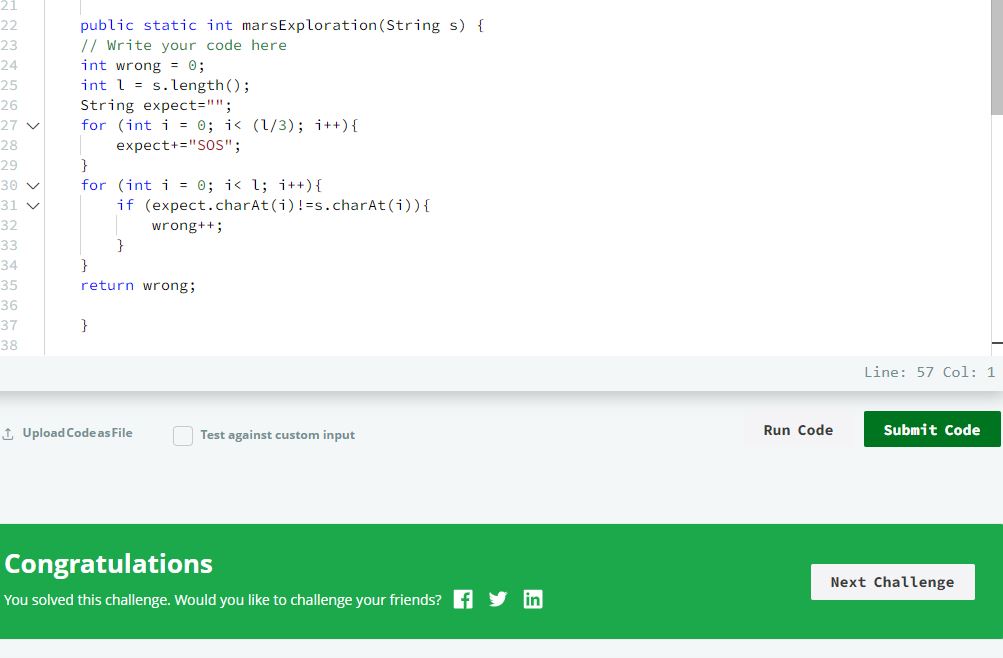 21
22 public static int marsExploration(String s) {
23 // Write your code here
24 int wrong = 0;
25 int l = s.length();
26 String expect="";
27 for (int i = 0; i< (l/3); i++){
28 expect+="SOS";
29 }
30 for (int i = 0; i< l; i++){
31 if (expect.charAt(i)!=s.charAt(i)){
32 wrong++;
33 }
34 }
35 return wrong;
36
37 }
38
Line: 57 Col: 1
Upload Code as File Test against custom input Run Code Submit Code
Congratulations
You solved this challenge. Would you like to challenge your friends?
Next Challenge